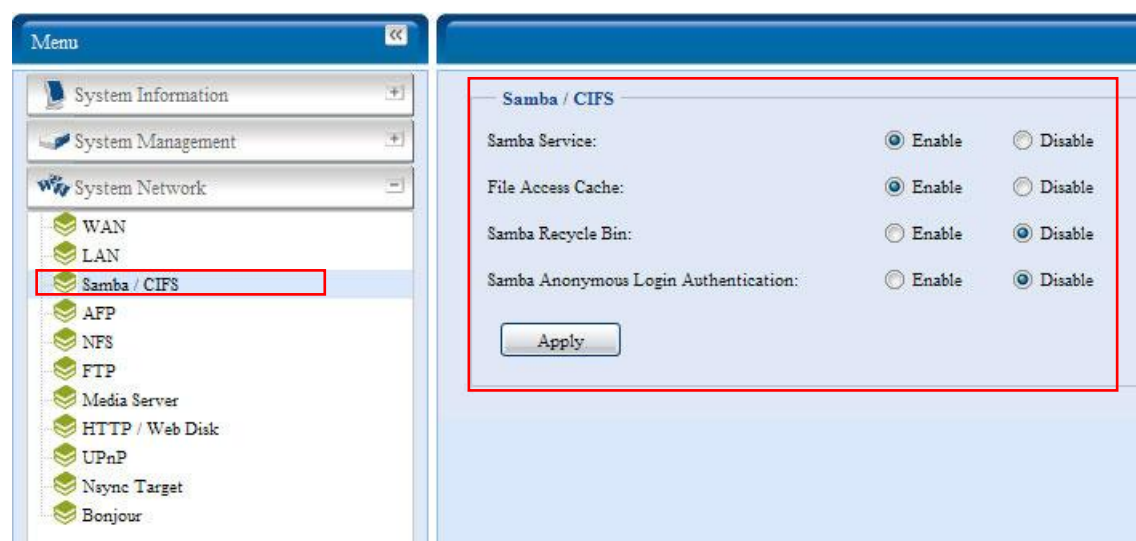 Menu
System Information
System Management
System Network
WAN
LAN
Samba / CIFS
AFP
NFS
FTP
Media Server
HTTP / Web Disk
UPnP
Nsync Target
Bonjour
Samba / CIFS
Samba Service: Enable Disable
File Access Cache: Enable Disable
Samba Recycle Bin: Enable Disable
Samba Anonymous Login Authentication: Enable Disable
Apply